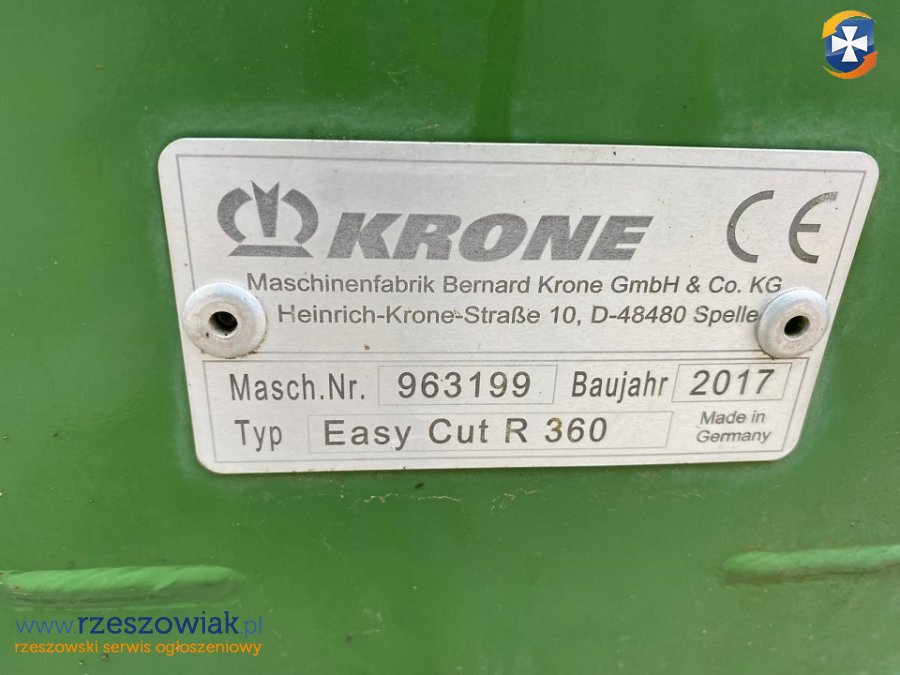 KRONE
CE
Maschinenfabrik Bernard Krone GmbH & Co. KG
Heinrich-Krone-Straße 10, D-48480 Spelle
Masch.Nr. 963199 Baujahr 2017
Typ Easy Cut R 360
Made in
Germany
www.rzeszowiak.pl
rzeszowski serwis ogłoszeniowy